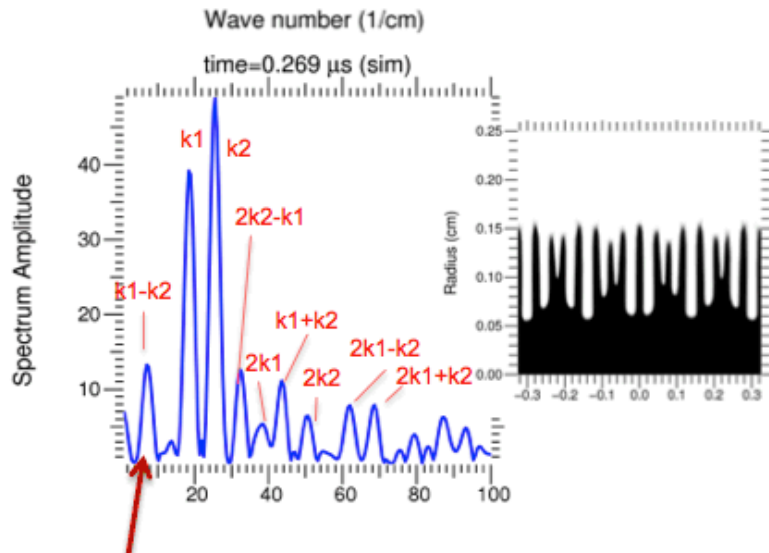 Wave number (1/cm)
time=0.269 μs (sim)
Spectrum Amplitude
40
30
20
10
20
40
60
80
100
k1
k2
2k2-k1
k1-k2
k1+k2
2k1
2k2
2k1-k2
2k1+k2
Radius (cm)
0.25
0.20
0.15
0.10
0.05
0.00
−0.3
−0.2
−0.1
0.0
0.1
0.2
0.3